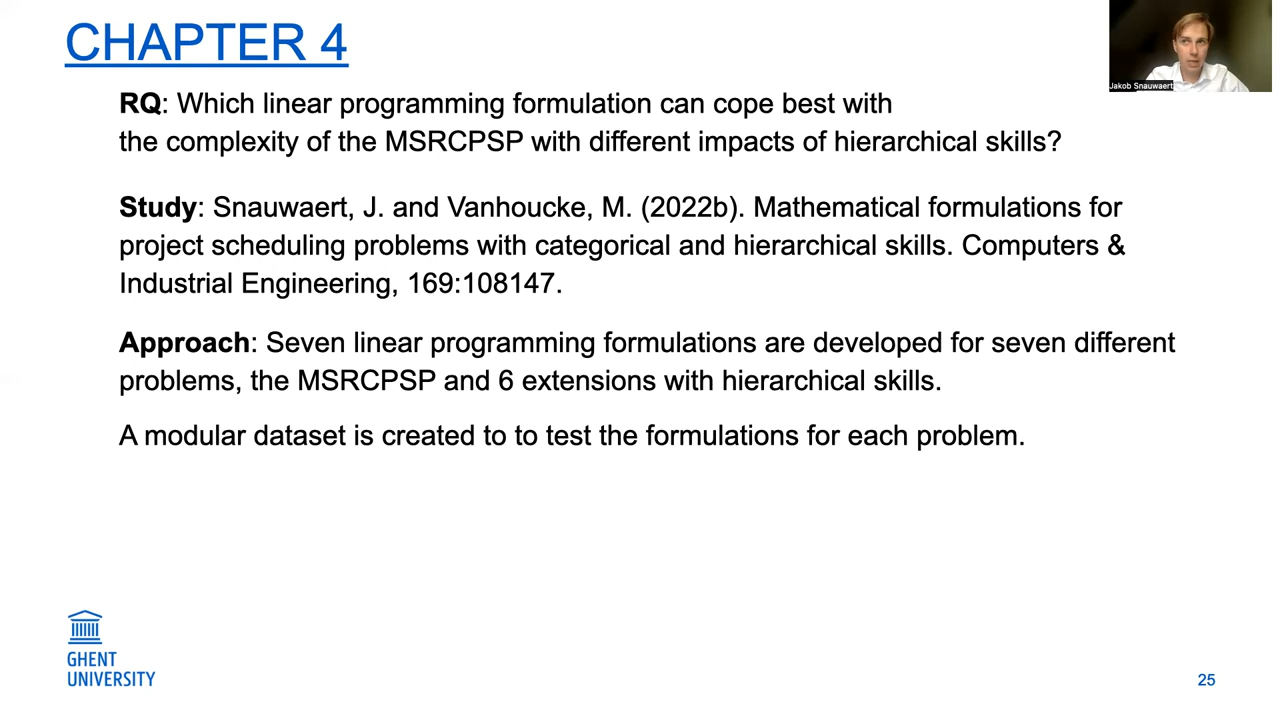 CHAPTER 4
Jakob Snauwaert
RQ: Which linear programming formulation can cope best with
the complexity of the MSRCPSP with different impacts of hierarchical skills?
Study: Snauwaert, J. and Vanhoucke, M. (2022b). Mathematical formulations for
project scheduling problems with categorical and hierarchical skills. Computers &
Industrial Engineering, 169:108147.
Approach: Seven linear programming formulations are developed for seven different
problems, the MSRCPSP and 6 extensions with hierarchical skills.
A modular dataset is created to to test the formulations for each problem.
GHENT
UNIVERSITY
25